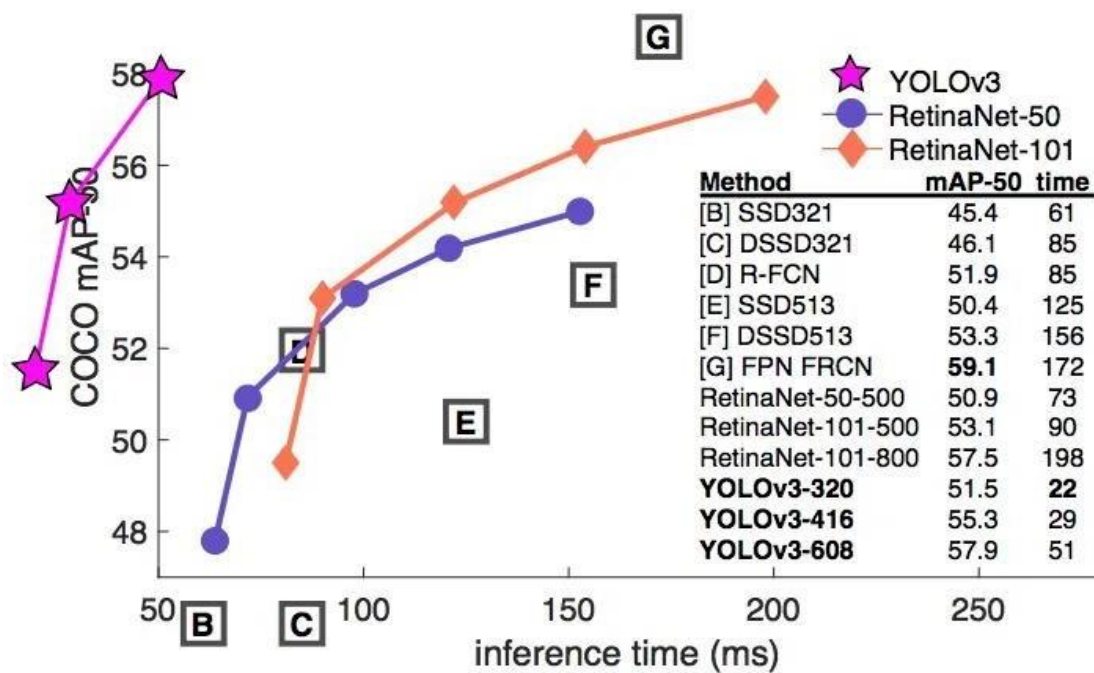 G
58
YOLOv3
RetinaNet-50
RetinaNet-101
56
COCO mAP-50
Method mAP-50 time
[B] SSD321 45.4 61
[C] DSSD321 46.1 85
[D] R-FCN 51.9 85
[E] SSD513 50.4 125
[F] DSSD513 53.3 156
[G] FPN FRCN 59.1 172
RetinaNet-50-500 50.9 73
RetinaNet-101-500 53.1 90
RetinaNet-101-800 57.5 198
YOLOv3-320 51.5 22
YOLOv3-416 55.3 29
YOLOv3-608 57.9 51
54
F
52
D
E
50
48
50 100 150 200 250
B
C
inference time (ms)